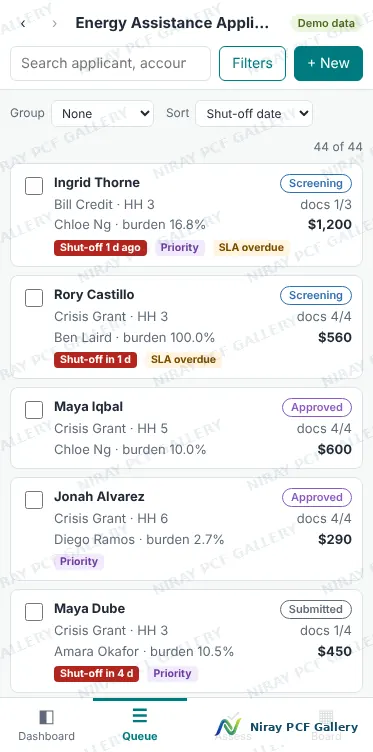 ‹ › Energy Assistance Appli... Demo data
Search applicant, accour Filters + New
Group None Sort Shut-off date
44 of 44
Ingrid Thorne Screening
Bill Credit · HH 3 docs 1/3
Chloe Ng · burden 16.8% $1,200
Shut-off 1 d ago Priority SLA overdue
Rory Castillo Screening
Crisis Grant · HH 3 docs 4/4
Ben Laird · burden 100.0% $560
Shut-off in 1 d SLA overdue
Maya Iqbal Approved
Crisis Grant · HH 5 docs 4/4
Chloe Ng · burden 10.0% $600
Jonah Alvarez Approved
Crisis Grant · HH 6 docs 4/4
Diego Ramos · burden 2.7% $290
Priority
Maya Dube Submitted
Crisis Grant · HH 3 docs 1/4
Amara Okafor · burden 10.5% $450
Shut-off in 4 d Priority
Dashboard Queue Assess Board
Niray PCF Gallery
NIRAY PCF GALLERY